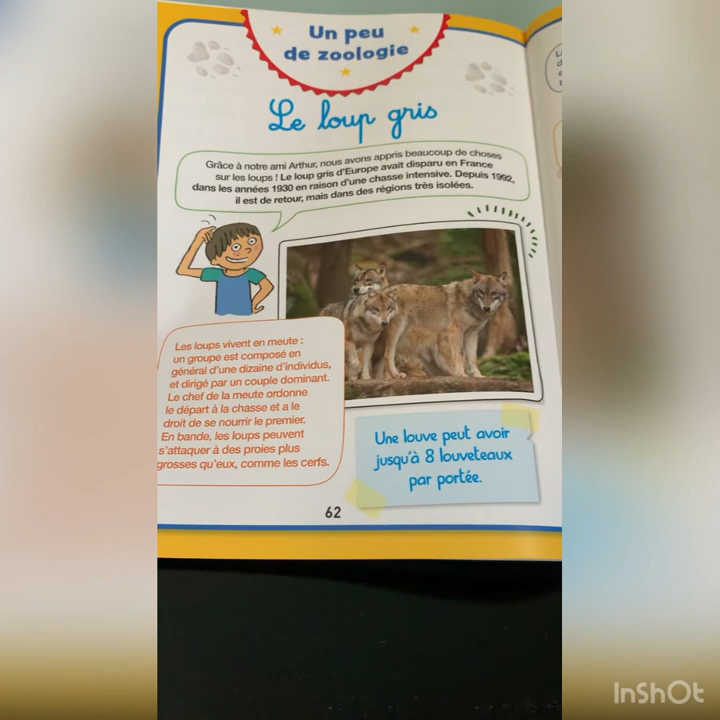 Un peu
de zoologie
Le loup gris
Grâce à notre ami Arthur, nous avons appris beaucoup de choses
sur les loups ! Le loup gris d'Europe avait disparu en France
dans les années 1930 en raison d'une chasse intensive. Depuis 1992,
il est de retour, mais dans des régions très isolées.
Les loups vivent en meute :
un groupe est composé en
général d'une dizaine d'individus,
et dirigé par un couple dominant.
Le chef de la meute ordonne
le départ à la chasse et a le
droit de se nourrir le premier.
En bande, les loups peuvent
s'attaquer à des proies plus
grosses qu'eux, comme les cerfs.
Une louve peut avoir
jusqu'à 8 louveteaux
par portée.
62
InShOt